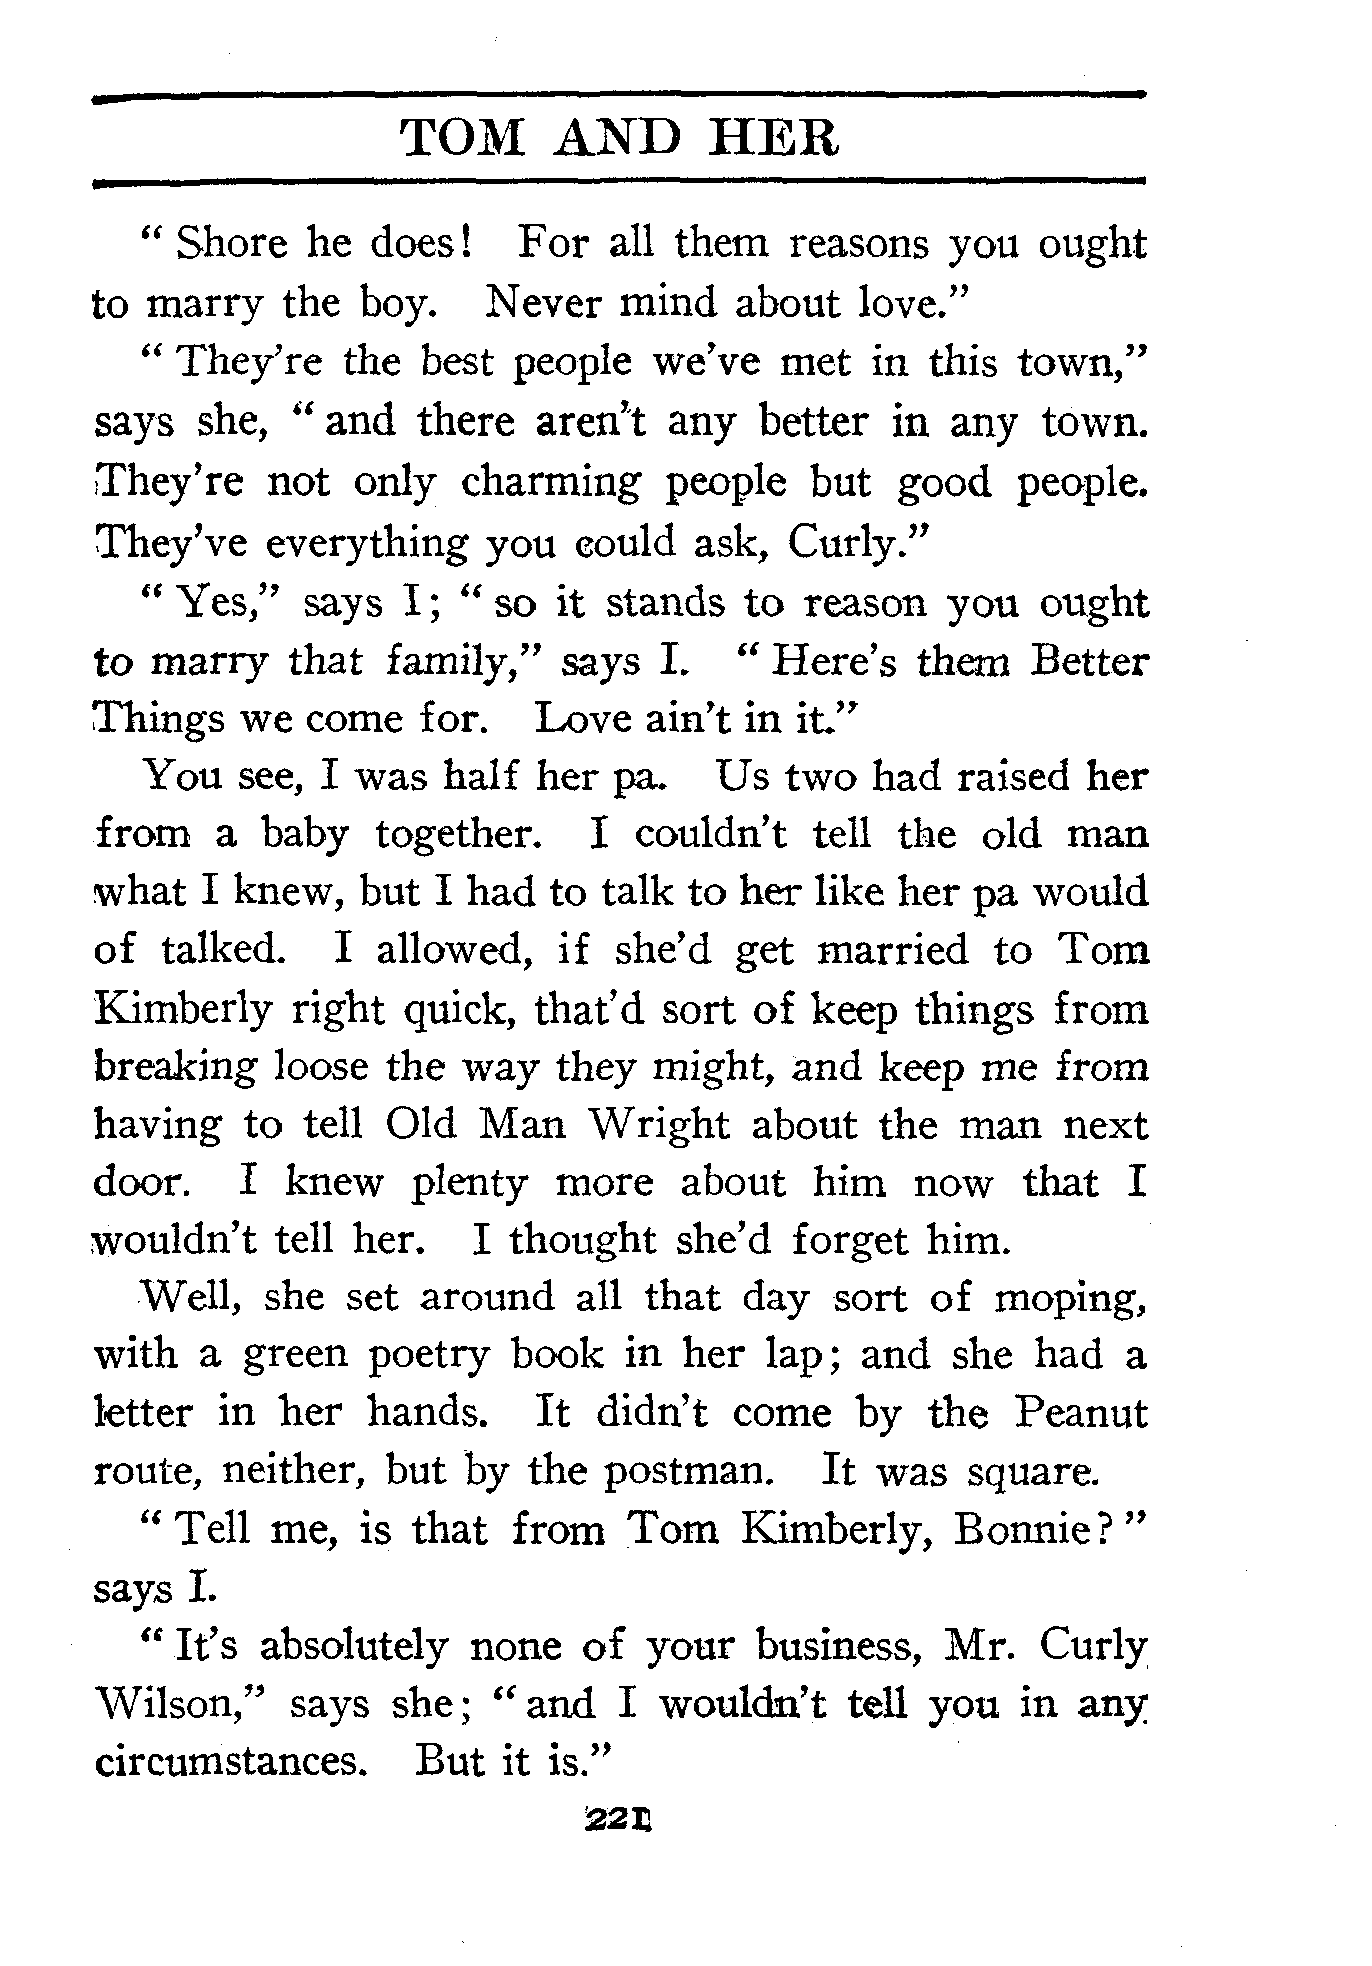 TOM AND HER
“ Shore he does! For all them reasons you ought
to marry the boy. Never mind about love.”
“ They’re the best people we’ve met in this town,”
says she, “ and there aren’t any better in any town.
They’re not only charming people but good people.
They’ve everything you could ask, Curly.”
“ Yes,” says I; “ so it stands to reason you ought
to marry that family,” says I. “ Here’s them Better
Things we come for. Love ain’t in it.”
You see, I was half her pa. Us two had raised her
from a baby together. I couldn’t tell the old man
what I knew, but I had to talk to her like her pa would
of talked. I allowed, if she’d get married to Tom
Kimberly right quick, that’d sort of keep things from
breaking loose the way they might, and keep me from
having to tell Old Man Wright about the man next
door. I knew plenty more about him now that I
wouldn’t tell her. I thought she’d forget him.
Well, she set around all that day sort of moping,
with a green poetry book in her lap; and she had a
letter in her hands. It didn’t come by the Peanut
route, neither, but by the postman. It was square.
“ Tell me, is that from Tom Kimberly, Bonnie? ”
says I.
“ It’s absolutely none of your business, Mr. Curly
Wilson,” says she; “ and I wouldn’t tell you in any
circumstances. But it is.”
221